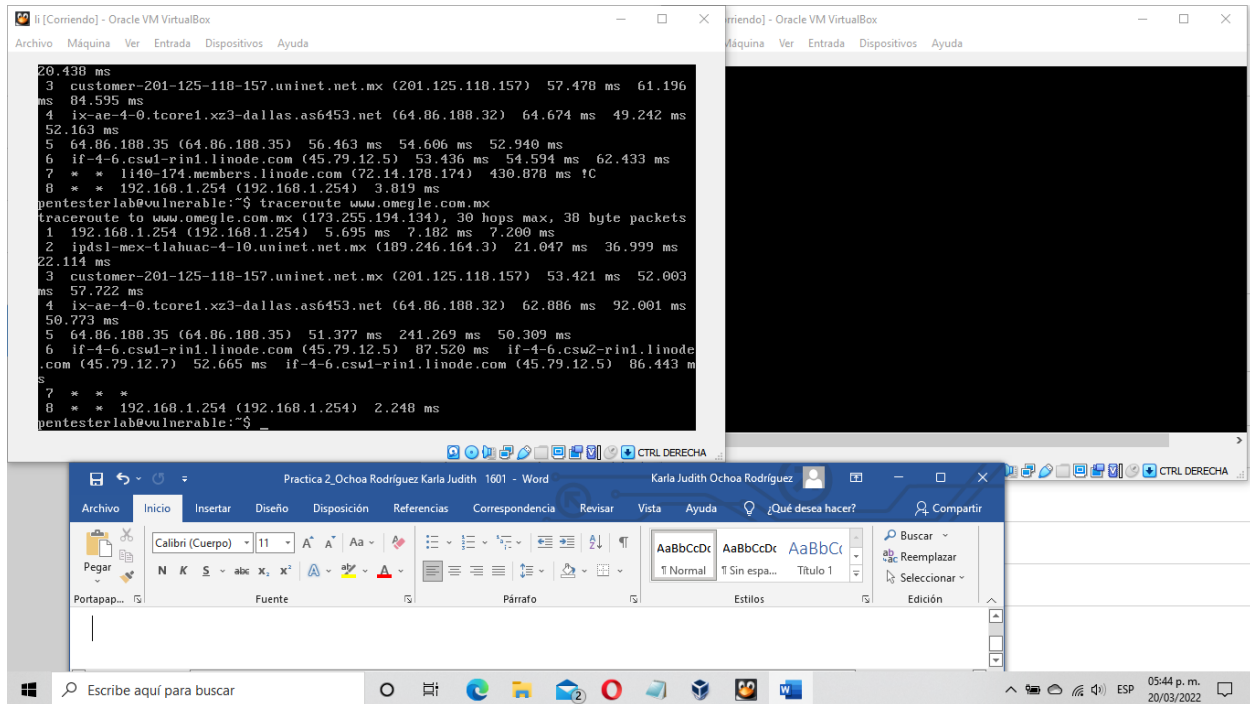 li [Corriendo] - Oracle VM VirtualBox
Archivo Máquina Ver Entrada Dispositivos Ayuda
20.438 ms
3 customer-201-125-118-157.uninet.net.mx (201.125.118.157) 57.478 ms 61.196
ms 84.595 ms
4 ix-ae-4-0.tcore1.xz3-dallas.as6453.net (64.86.188.32) 64.674 ms 49.242 ms
52.163 ms
5 64.86.188.35 (64.86.188.35) 56.463 ms 54.606 ms 52.940 ms
6 if-4-6.csw1-rin1.linode.com (45.79.12.5) 53.436 ms 54.594 ms 62.433 ms
7 * * li40-174.members.linode.com (72.14.178.174) 430.878 ms !C
8 * * 192.168.1.254 (192.168.1.254) 3.819 ms
pentesterlab@vulnerable:~$ traceroute www.omegle.com.mx
traceroute to www.omegle.com.mx (173.255.194.134), 30 hops max, 38 byte packets
1 192.168.1.254 (192.168.1.254) 5.695 ms 7.182 ms 7.200 ms
2 ipdsl-mex-tlahuac-4-l0.uninet.net.mx (189.246.164.3) 21.047 ms 36.999 ms
22.114 ms
3 customer-201-125-118-157.uninet.net.mx (201.125.118.157) 53.421 ms 52.003
ms 57.722 ms
4 ix-ae-4-0.tcore1.xz3-dallas.as6453.net (64.86.188.32) 62.886 ms 92.001 ms
50.773 ms
5 64.86.188.35 (64.86.188.35) 51.377 ms 241.269 ms 50.309 ms
6 if-4-6.csw1-rin1.linode.com (45.79.12.5) 87.520 ms if-4-6.csw2-rin1.linode
.com (45.79.12.7) 52.665 ms if-4-6.csw1-rin1.linode.com (45.79.12.5) 86.443 m
s
7 * * *
8 * * 192.168.1.254 (192.168.1.254) 2.248 ms
pentesterlab@vulnerable:~$ _
CTRL DERECHA
rriendo] - Oracle VM VirtualBox
Máquina Ver Entrada Dispositivos Ayuda
CTRL DERECHA
Practica 2_Ochoa Rodríguez Karla Judith 1601 - Word
Karla Judith Ochoa Rodríguez
Archivo Inicio Insertar Diseño Disposición Referencias Correspondencia Revisar Vista Ayuda ¿Qué desea hacer? Compartir
Pegar
Calibri (Cuerpo) 11 A A Aa
N K S abc x₂ x² A aby A
AaBbCcDc AaBbCcDc AaBbC(
¶ Normal ¶ Sin espa... Título 1
Buscar
Reemplazar
Seleccionar
Portapap... Fuente Párrafo Estilos Edición
Escribe aquí para buscar
2
ESP
05:44 p. m.
20/03/2022